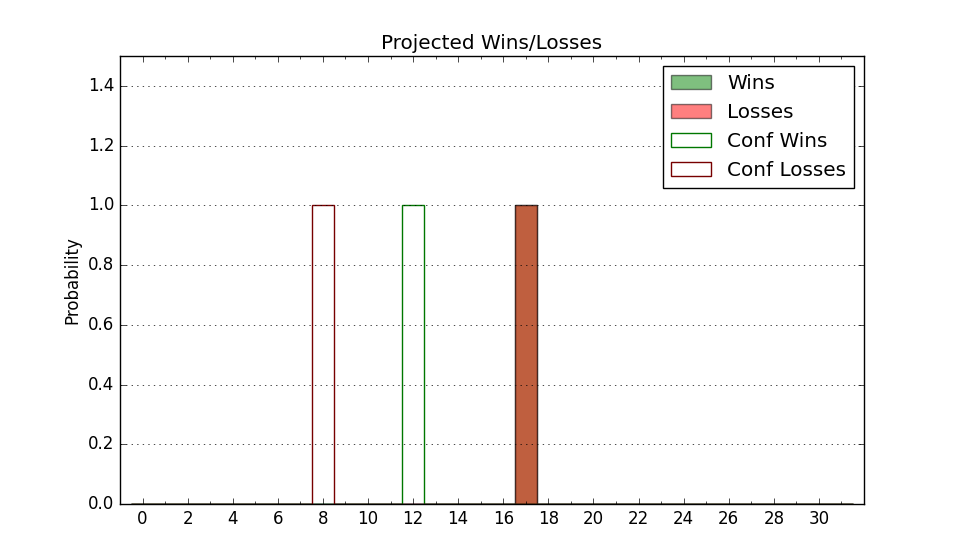 Projected Wins/Losses
1.4
1.2
1.0
0.8
0.6
0.4
0.2
0.0
Probability
Wins
Losses
Conf Wins
Conf Losses
0 2 4 6 8 10 12 14 16 18 20 22 24 26 28 30